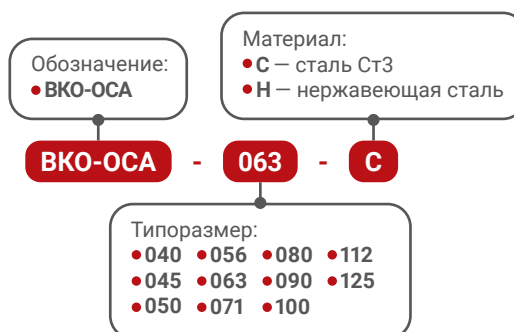 Обозначение:
• ВКО-ОСА
Материал:
• С — сталь Ст3
• Н — нержавеющая сталь
ВКО-ОСА - 063 - С
Типоразмер:
• 040 • 056 • 080 • 112
• 045 • 063 • 090 • 125
• 050 • 071 • 100